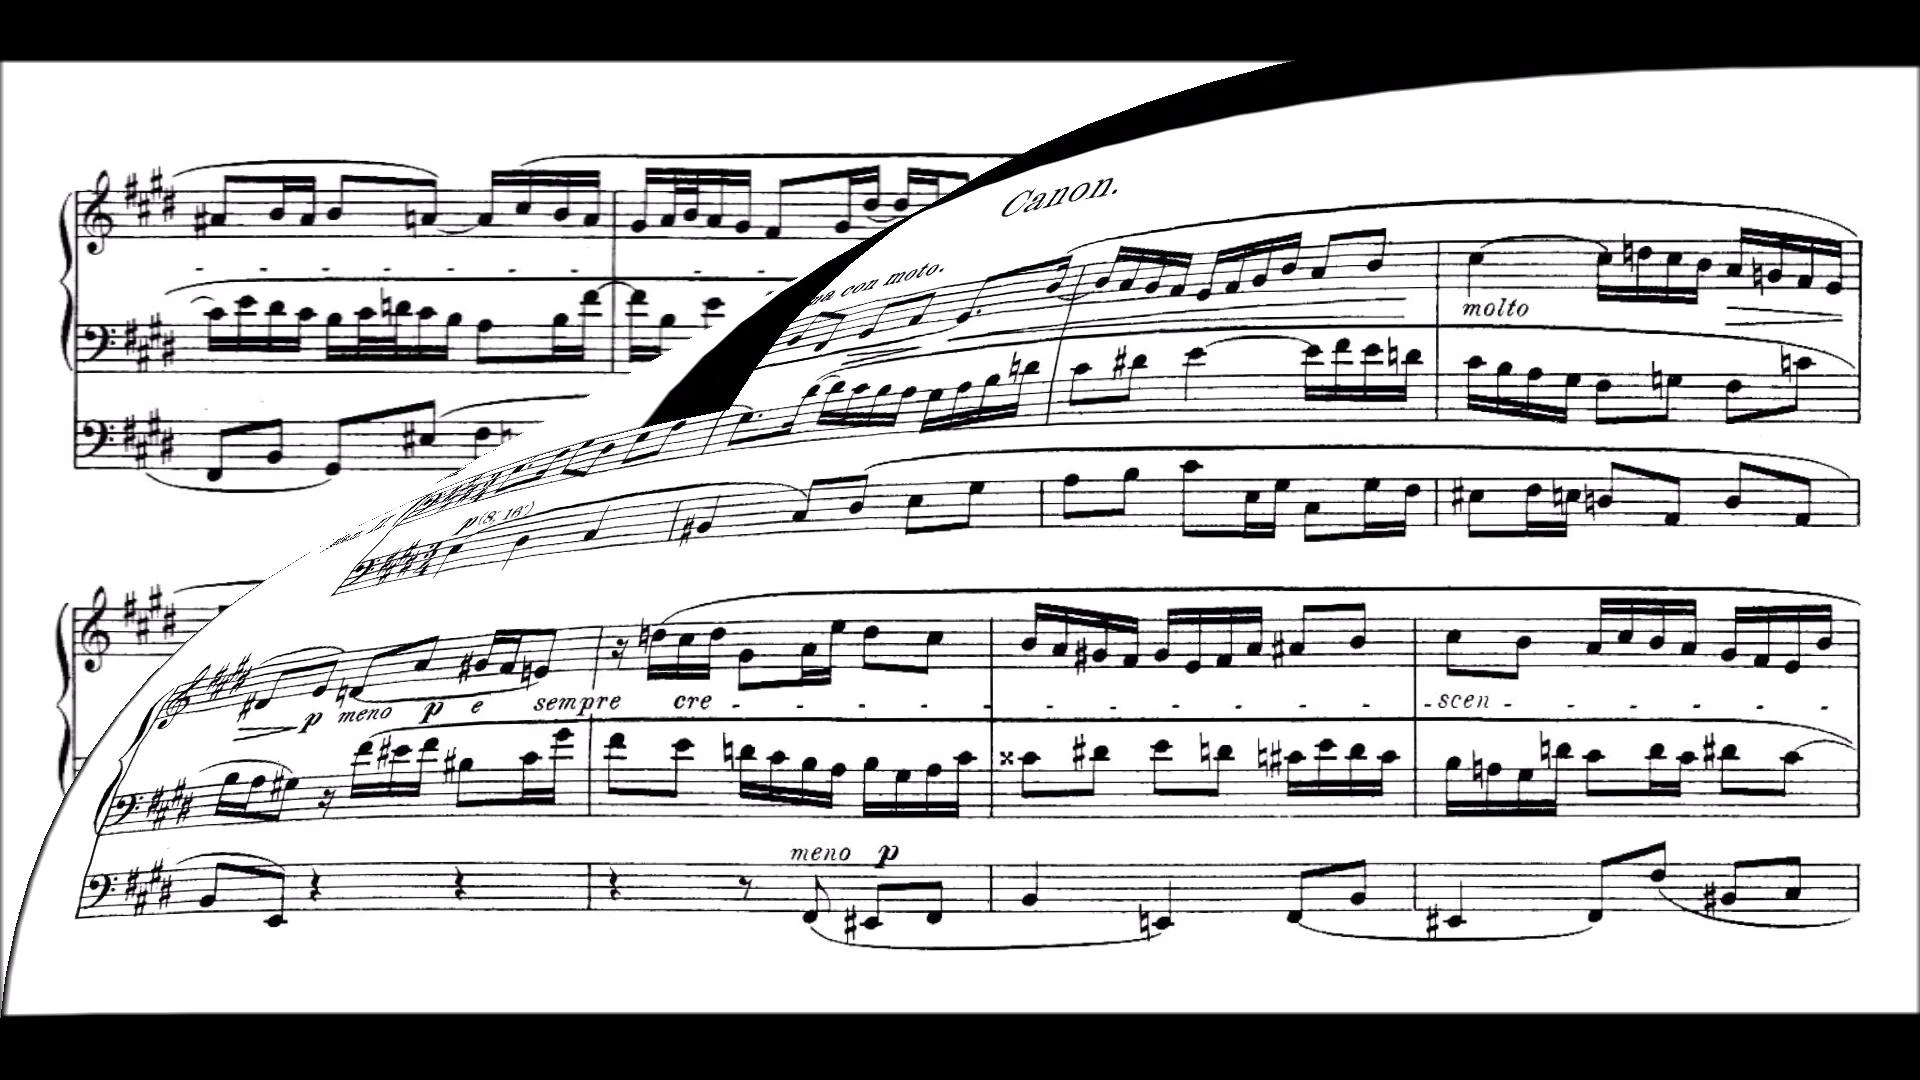 Canon.
con moto.
molto
p (8', 16')
p meno p e sempre cre - - - - - - - - - - - scen - - - - - -
meno p